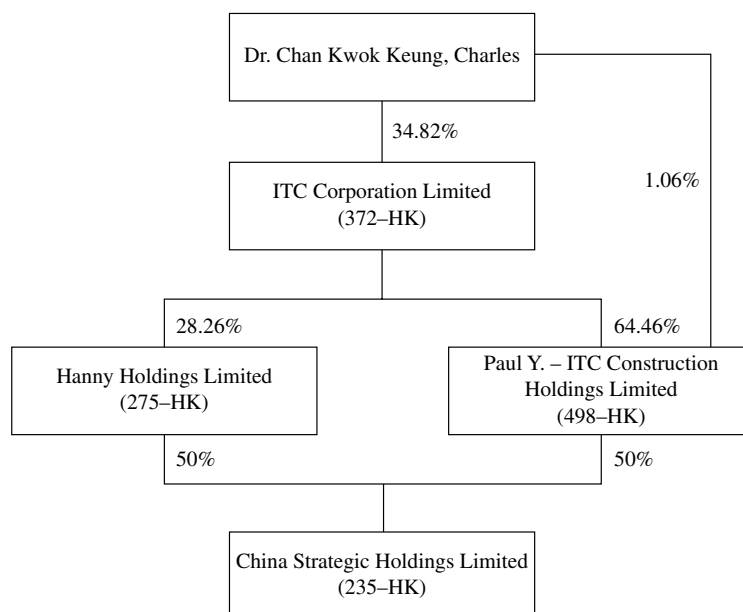 Dr. Chan Kwok Keung, Charles
34.82%
ITC Corporation Limited
(372–HK)
1.06%
28.26%
64.46%
Hanny Holdings Limited
(275–HK)
Paul Y. – ITC Construction
Holdings Limited
(498–HK)
50%
50%
China Strategic Holdings Limited
(235–HK)